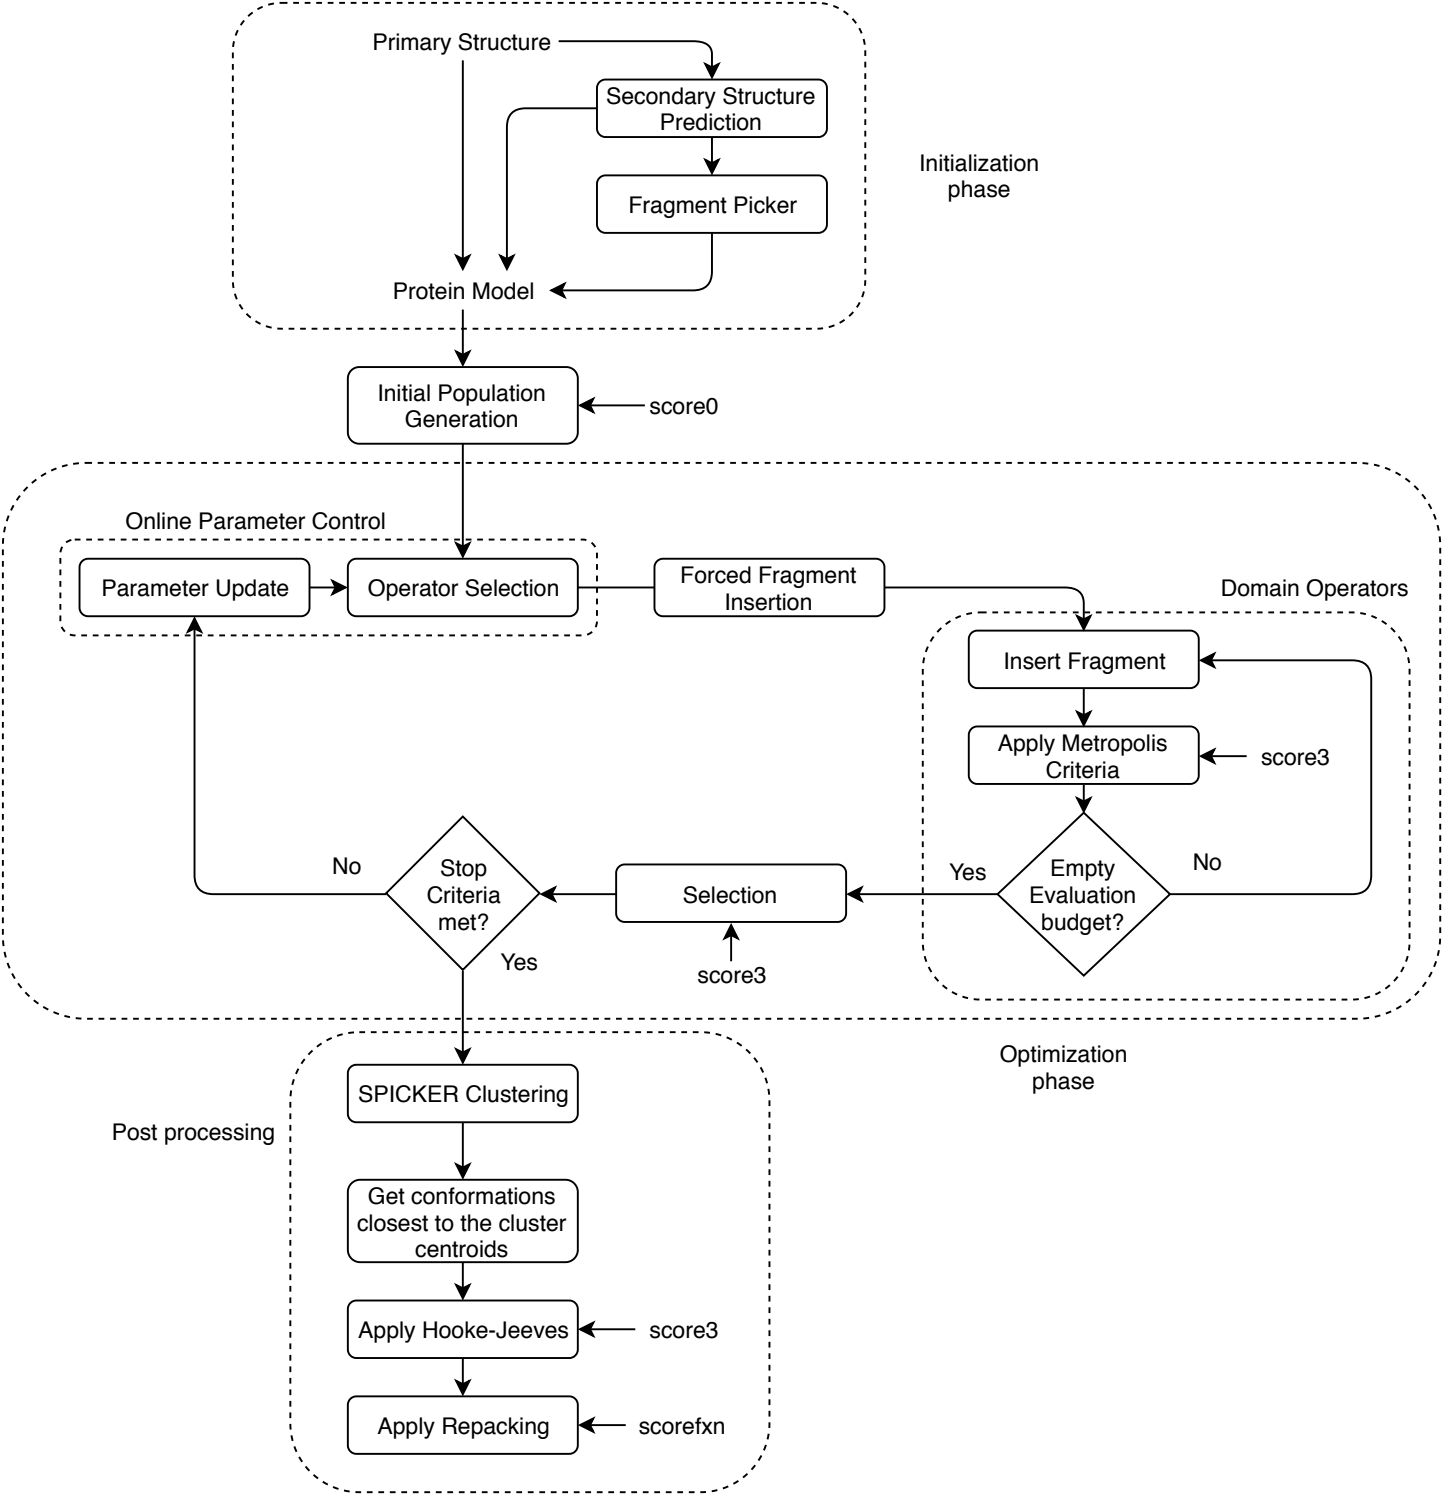 Primary Structure
Secondary Structure
Prediction
Initialization
phase
Fragment Picker
Protein Model
Initial Population
Generation
score0
Online Parameter Control
Parameter Update
Operator Selection
Forced Fragment
Insertion
Domain Operators
Insert Fragment
Apply Metropolis
Criteria
score3
No
Stop
Criteria
met?
Yes
Selection
score3
Yes
Empty
Evaluation
budget?
No
Optimization
phase
Post processing
SPICKER Clustering
Get conformations
closest to the cluster
centroids
Apply Hooke-Jeeves
score3
Apply Repacking
scorefxn